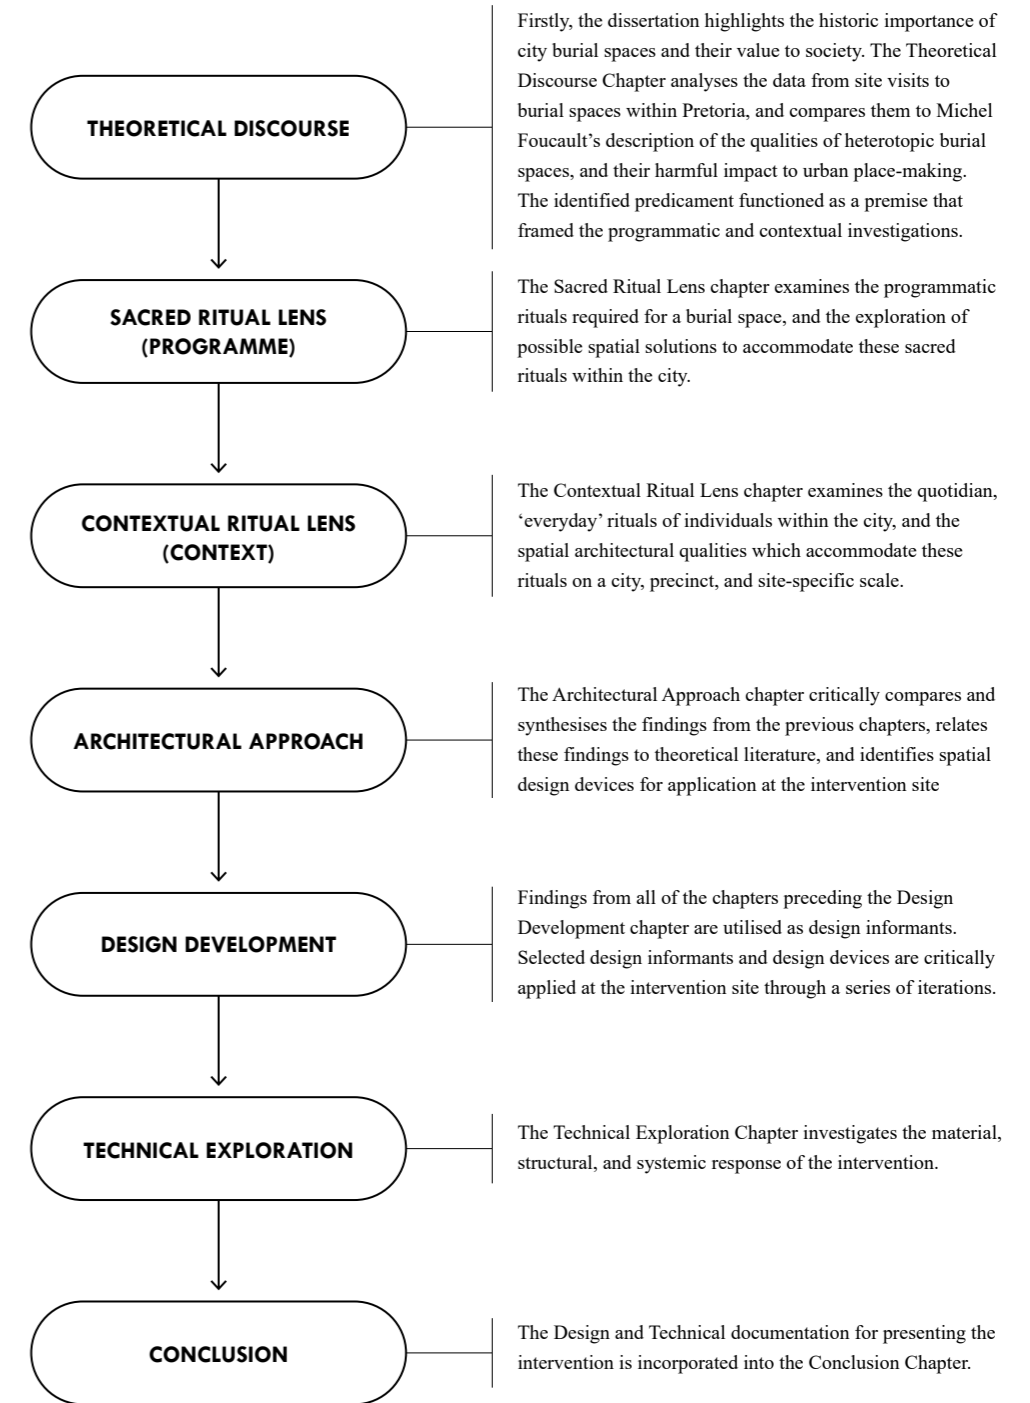 THEORETICAL DISCOURSE
Firstly, the dissertation highlights the historic importance of
city burial spaces and their value to society. The Theoretical
Discourse Chapter analyses the data from site visits to
burial spaces within Pretoria, and compares them to Michel
Foucault’s description of the qualities of heterotopic burial
spaces, and their harmful impact to urban place-making.
The identified predicament functioned as a premise that
framed the programmatic and contextual investigations.
SACRED RITUAL LENS
(PROGRAMME)
The Sacred Ritual Lens chapter examines the programmatic
rituals required for a burial space, and the exploration of
possible spatial solutions to accommodate these sacred
rituals within the city.
CONTEXTUAL RITUAL LENS
(CONTEXT)
The Contextual Ritual Lens chapter examines the quotidian,
‘everyday’ rituals of individuals within the city, and the
spatial architectural qualities which accommodate these
rituals on a city, precinct, and site-specific scale.
ARCHITECTURAL APPROACH
The Architectural Approach chapter critically compares and
synthesises the findings from the previous chapters, relates
these findings to theoretical literature, and identifies spatial
design devices for application at the intervention site
DESIGN DEVELOPMENT
Findings from all of the chapters preceding the Design
Development chapter are utilised as design informants.
Selected design informants and design devices are critically
applied at the intervention site through a series of iterations.
TECHNICAL EXPLORATION
The Technical Exploration Chapter investigates the material,
structural, and systemic response of the intervention.
CONCLUSION
The Design and Technical documentation for presenting the
intervention is incorporated into the Conclusion Chapter.